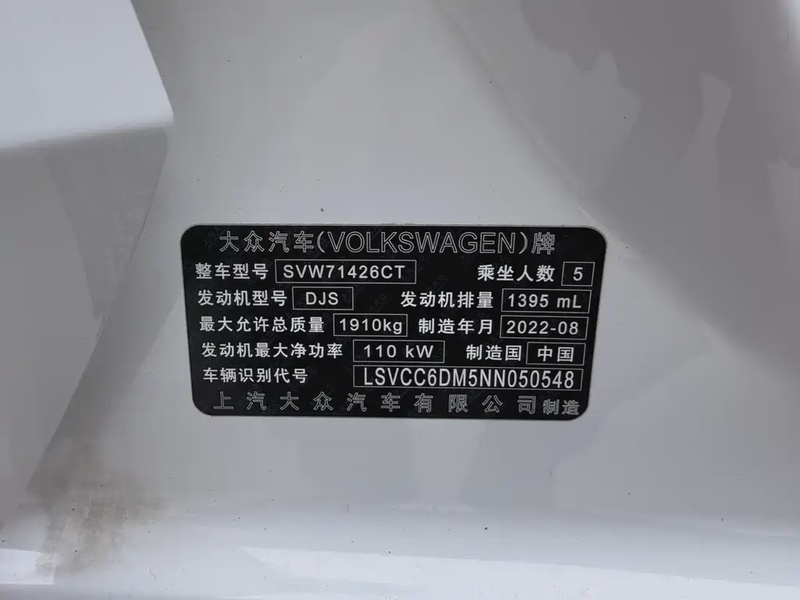 大众汽车(VOLKSWAGEN)牌
整车型号 SVW71426CT 乘坐人数 5
发动机型号 DJS 发动机排量 1395 mL
最大允许总质量 1910kg 制造年月 2022-08
发动机最大净功率 110 kW 制造国 中国
车辆识别代号 LSVCC6DM5NN050548
上汽大众汽车有限公司制造